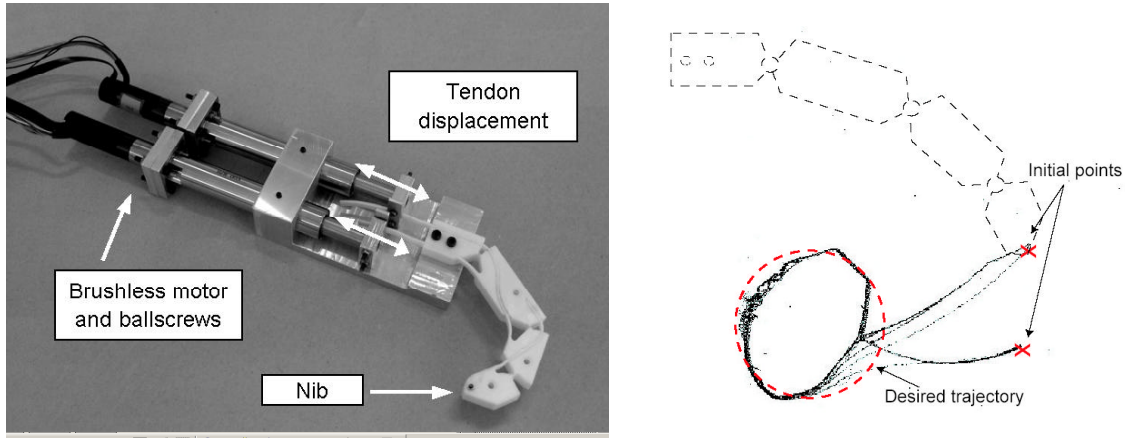 Tendon
displacement
Brushless motor
and ballscrews
Nib
Initial points
Desired trajectory